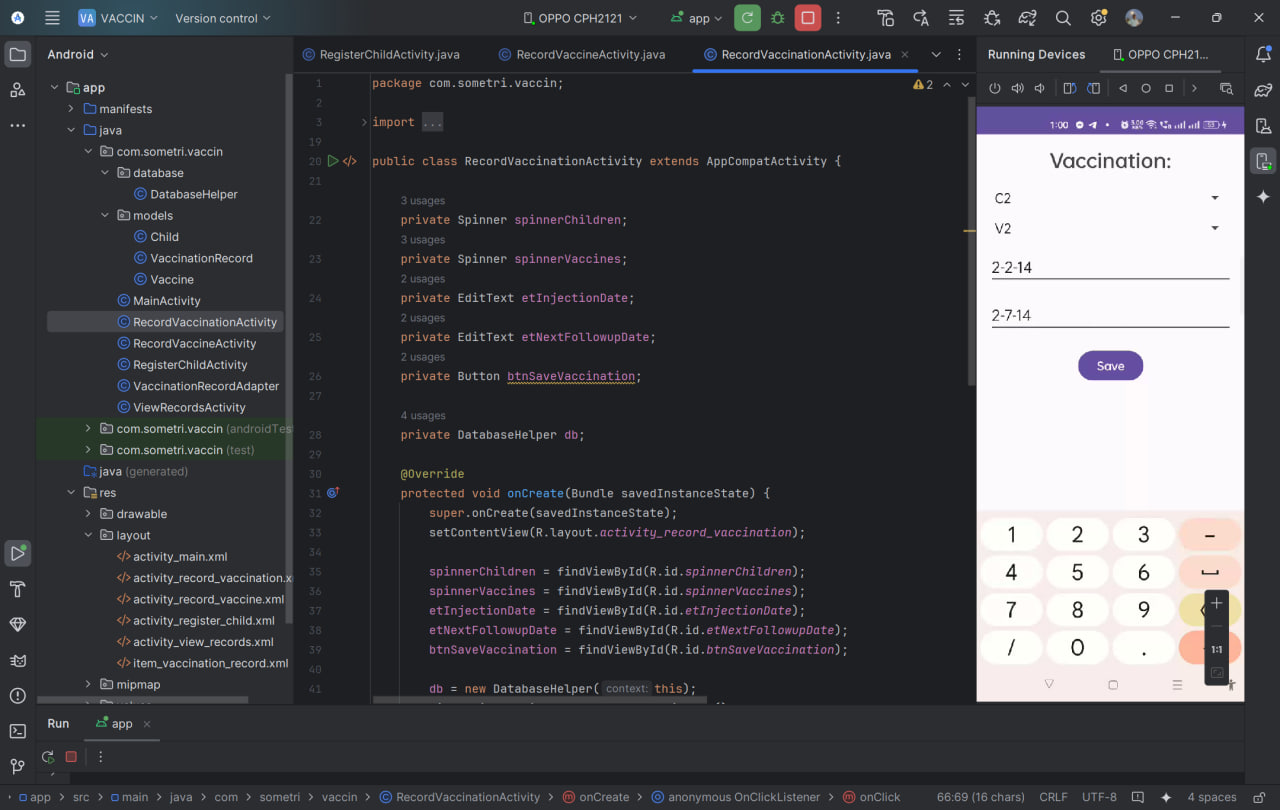 VA VACCIN Version control OPPO CPH2121 app
Android
RegisterChildActivity.java RecordVaccineActivity.java RecordVaccinationActivity.java
Running Devices OPPO CPH21...
app
manifests
java
com.sometri.vaccin
database
DatabaseHelper
models
Child
VaccinationRecord
Vaccine
MainActivity
RecordVaccinationActivity
RecordVaccineActivity
RegisterChildActivity
VaccinationRecordAdapter
ViewRecordsActivity
com.sometri.vaccin (androidTes
com.sometri.vaccin (test)
java (generated)
res
drawable
layout
activity_main.xml
activity_record_vaccination.x
activity_record_vaccine.xml
activity_register_child.xml
activity_view_records.xml
item_vaccination_record.xml
mipmap
1 package com.sometri.vaccin;
2
3 import ...
19
20 public class RecordVaccinationActivity extends AppCompatActivity {
21
3 usages
22 private Spinner spinnerChildren;
3 usages
23 private Spinner spinnerVaccines;
2 usages
24 private EditText etInjectionDate;
2 usages
25 private EditText etNextFollowupDate;
2 usages
26 private Button btnSaveVaccination;
27
4 usages
28 private DatabaseHelper db;
29
30 @Override
31 protected void onCreate(Bundle savedInstanceState) {
32 super.onCreate(savedInstanceState);
33 setContentView(R.layout.activity_record_vaccination);
34
35 spinnerChildren = findViewById(R.id.spinnerChildren);
36 spinnerVaccines = findViewById(R.id.spinnerVaccines);
37 etInjectionDate = findViewById(R.id.etInjectionDate);
38 etNextFollowupDate = findViewById(R.id.etNextFollowupDate);
39 btnSaveVaccination = findViewById(R.id.btnSaveVaccination);
40
41 db = new DatabaseHelper( context: this);
2
1:00 53
Vaccination:
C2
V2
2-2-14
2-7-14
Save
1 2 3 -
4 5 6
7 8 9
/ 0 .
1:1
Run app
app > src > main > java > com > sometri > vaccin > RecordVaccinationActivity > onCreate > anonymous OnClickListener > onClick 66:69 (16 chars) CRLF UTF-8 4 spaces